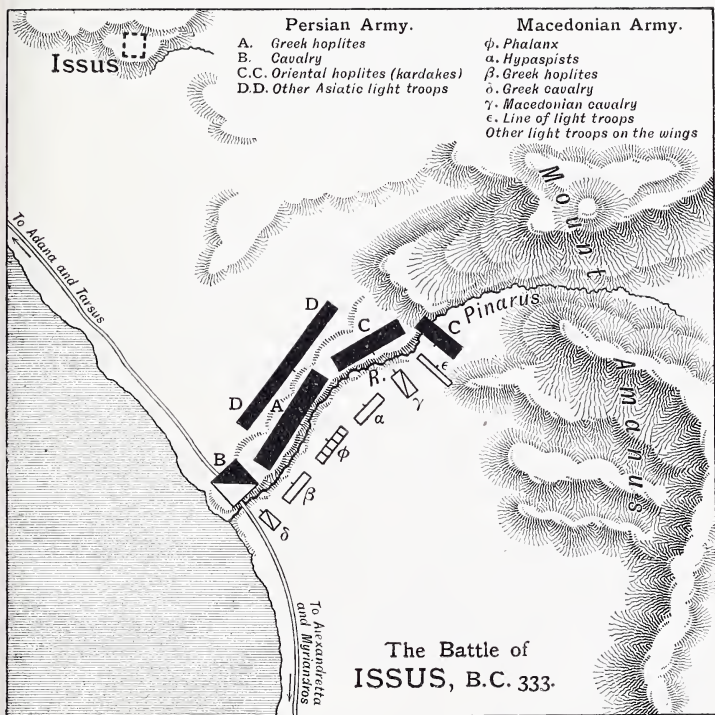 Persian Army.
A. Greek hoplites
B. Cavalry
C.C. Oriental hoplites (kardakes)
D.D. Other Asiatic light troops
Macedonian Army.
ϕ. Phalanx
α. Hypaspists
β. Greek hoplites
δ. Greek cavalry
γ. Macedonian cavalry
ϵ. Line of light troops
Other light troops on the wings
Issus
Mount
Amanus
To Adana and Tarsus
Pinarus
R.
D
D
C
C
A
B
ϵ
γ
α
ϕ
β
δ
To Alexandretta
and Myriandros
The Battle of
ISSUS, B.C. 333.